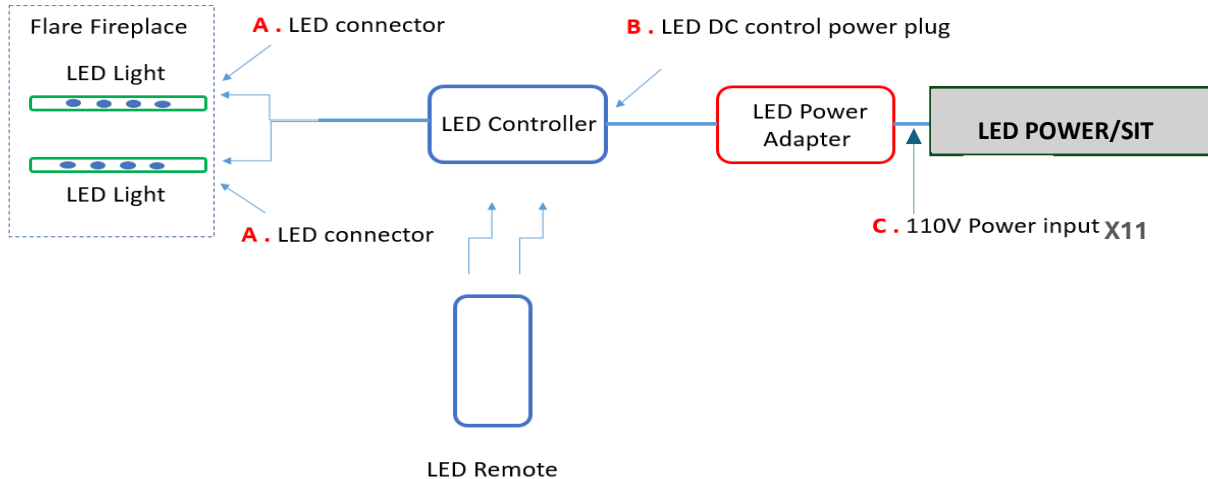 Flare Fireplace
A . LED connector
B . LED DC control power plug
LED Light
LED Controller
LED Power
Adapter
LED POWER/SIT
LED Light
A . LED connector
C . 110V Power input X11
LED Remote